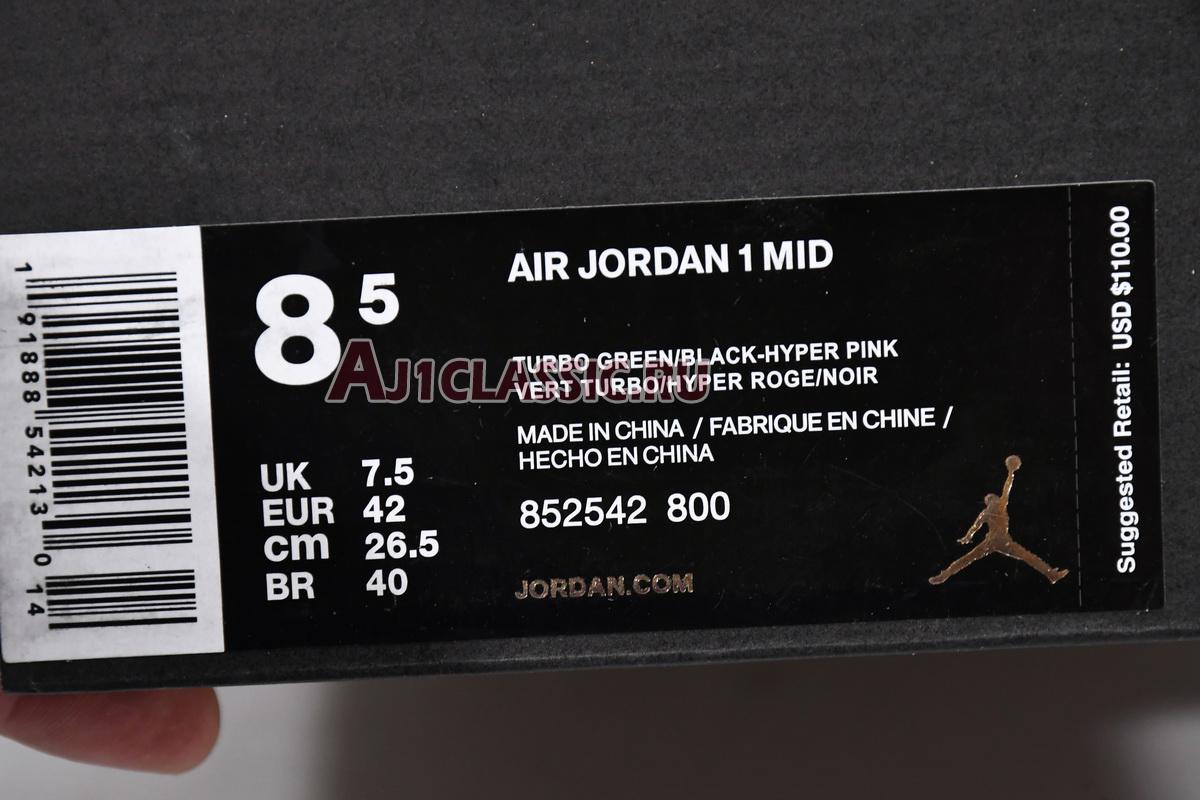 8 5
AIR JORDAN 1 MID
TURBO GREEN/BLACK-HYPER PINK
VERT TURBO/HYPER ROGE/NOIR
AJ1CLASSIC.RU
MADE IN CHINA / FABRIQUE EN CHINE /
HECHO EN CHINA
UK 7.5
EUR 42
cm 26.5
BR 40
852542 800
JORDAN.COM
Suggested Retail: USD $110.00
1 91888 54213 0 14